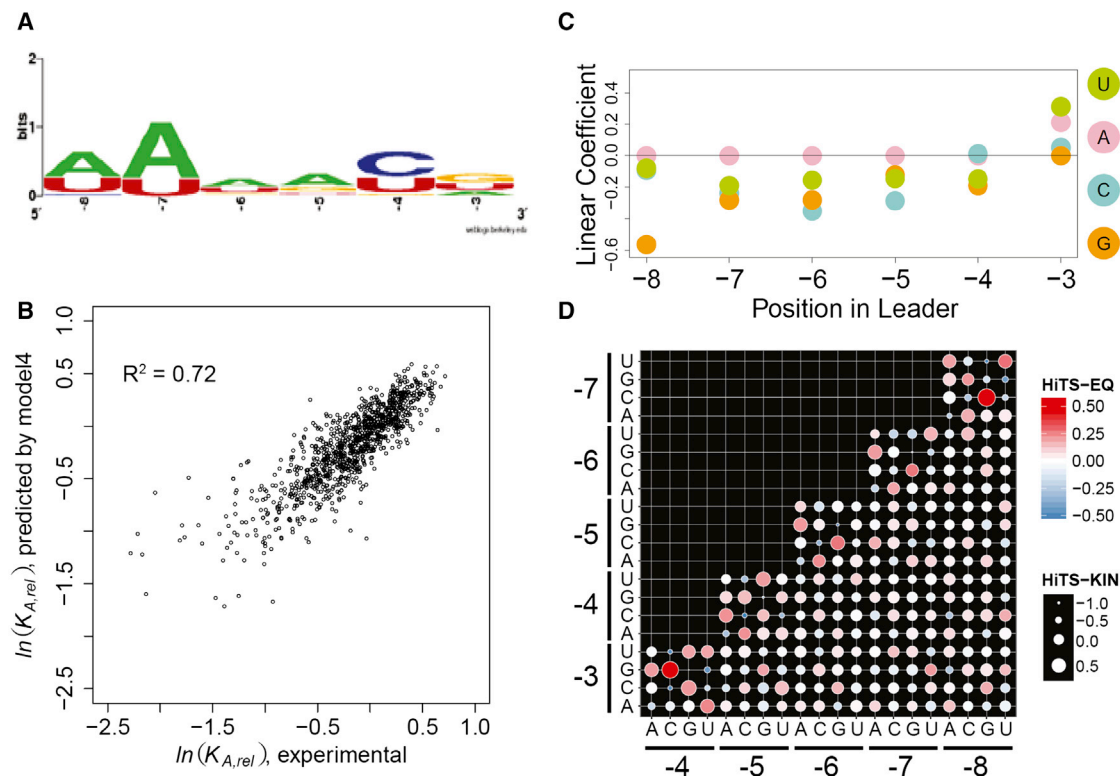 A
2
bits
1
0
A A A A C G
U U U G U U
5′ -8 -7 -6 -5 -4 -3 3′
weblogo.berkeley.edu
B
R² = 0.72
ln(K_A,rel), predicted by model4
1.0
0.5
−0.5
−1.5
−2.5
−2.5 −1.5 −0.5 0.5 1.0
ln(K_A,rel), experimental
C
Linear Coefficient
0.4
0.2
0.0
−0.2
−0.6
−8 −7 −6 −5 −4 −3
Position in Leader
U
A
C
G
D
-7
U
G
C
A
-6
U
G
C
A
-5
U
G
C
A
-4
U
G
C
A
-3
U
G
C
A
A C G U A C G U A C G U A C G U A C G U
-4 -5 -6 -7 -8
HiTS−EQ
0.50
0.25
0.00
−0.25
−0.50
HiTS−KIN
−1.0
−0.5
0.0
0.5